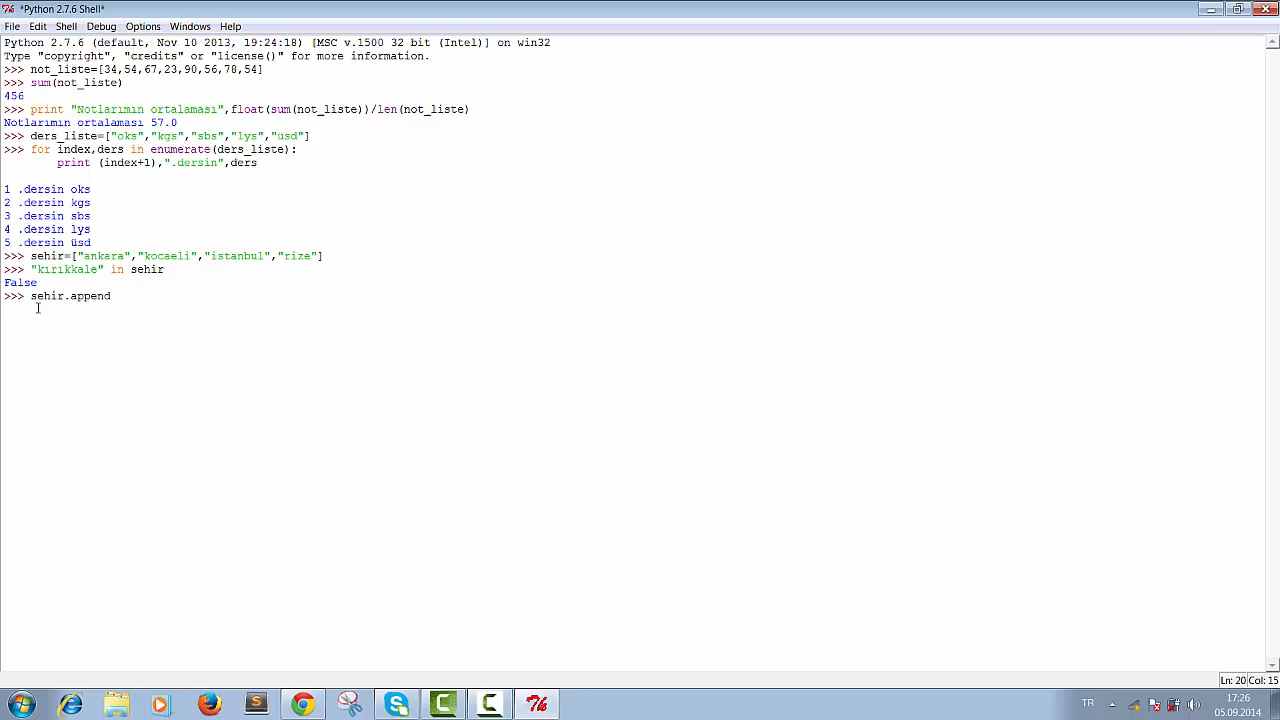 *Python 2.7.6 Shell*
File Edit Shell Debug Options Windows Help
Python 2.7.6 (default, Nov 10 2013, 19:24:18) [MSC v.1500 32 bit (Intel)] on win32
Type "copyright", "credits" or "license()" for more information.
>>> not_liste=[34,54,67,23,90,56,78,54]
>>> sum(not_liste)
456
>>> print "Notlarımın ortalaması",float(sum(not_liste))/len(not_liste)
Notlarımın ortalaması 57.0
>>> ders_liste=["oks","kgs","sbs","lys","üsd"]
>>> for index,ders in enumerate(ders_liste):
print (index+1),".dersin",ders
1 .dersin oks
2 .dersin kgs
3 .dersin sbs
4 .dersin lys
5 .dersin üsd
>>> sehir=["ankara","kocaeli","istanbul","rize"]
>>> "kırıkkale" in sehir
False
>>> sehir.append
Ln: 20 Col: 15
TR
17:26
05.09.2014